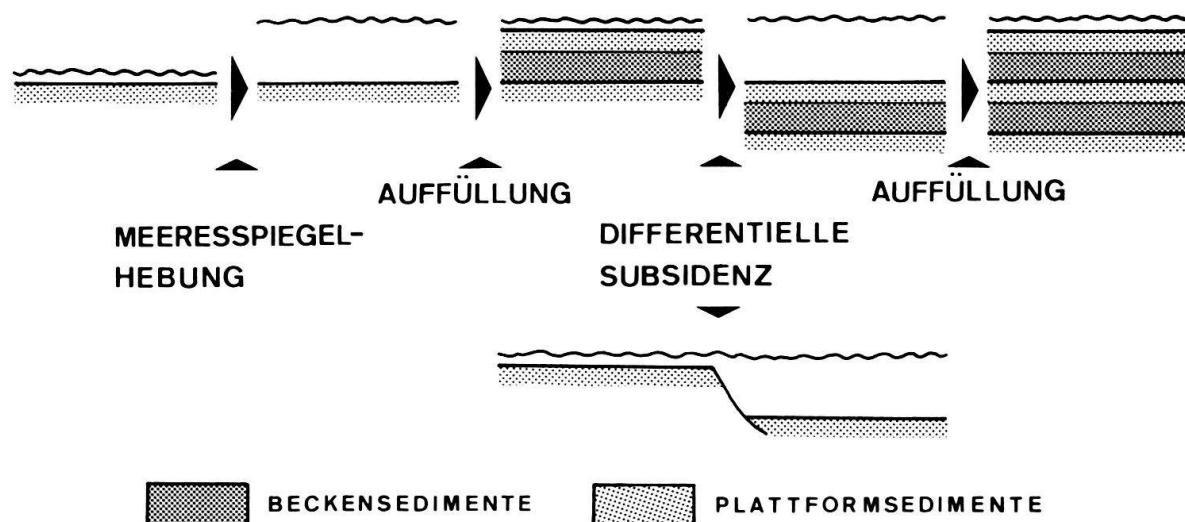 AUFFÜLLUNG
AUFFÜLLUNG
MEERESSPIEGEL-
HEBUNG
DIFFERENTIELLE
SUBSIDENZ
BECKENSEDIMENTE
PLATTFORMSEDIMENTE